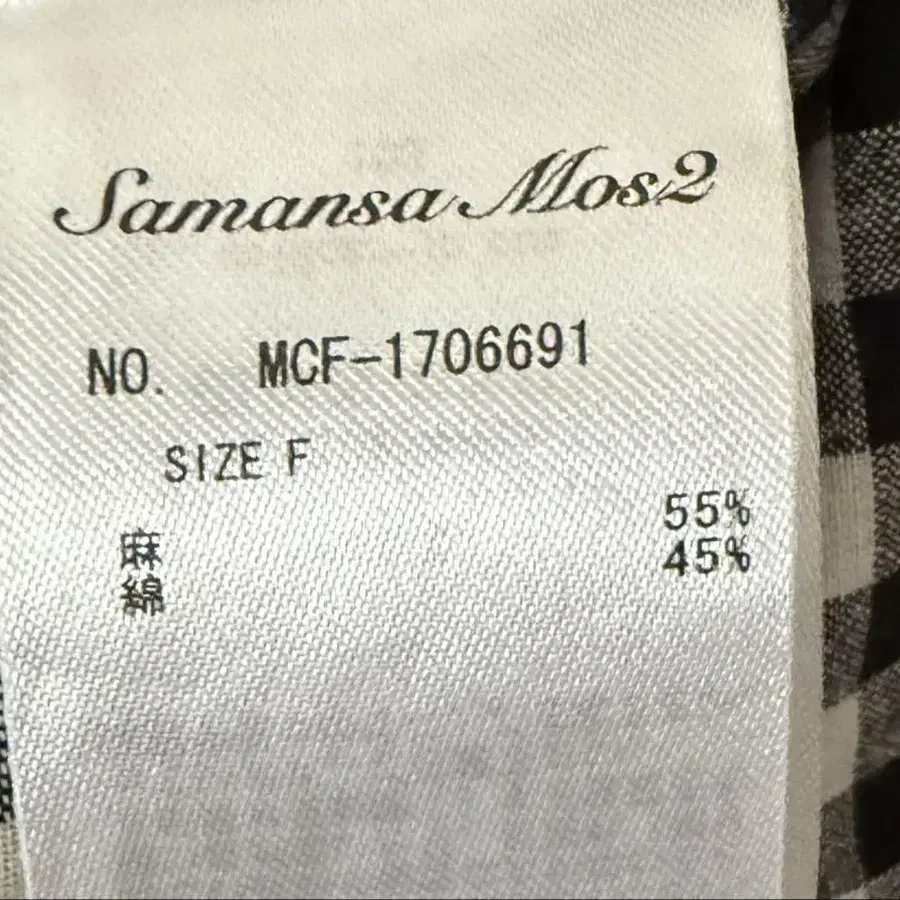 Samansa Mos2
NO. MCF-1706691
SIZE F
麻 55%
綿 45%